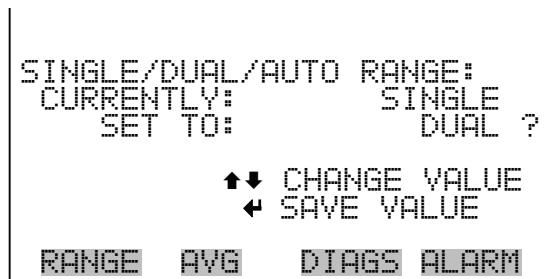 SINGLE/DUAL/AUTO RANGE:
CURRENTLY: SINGLE
SET TO: DUAL ?
CHANGE VALUE
SAVE VALUE
RANGE AVG DIAGS ALARM